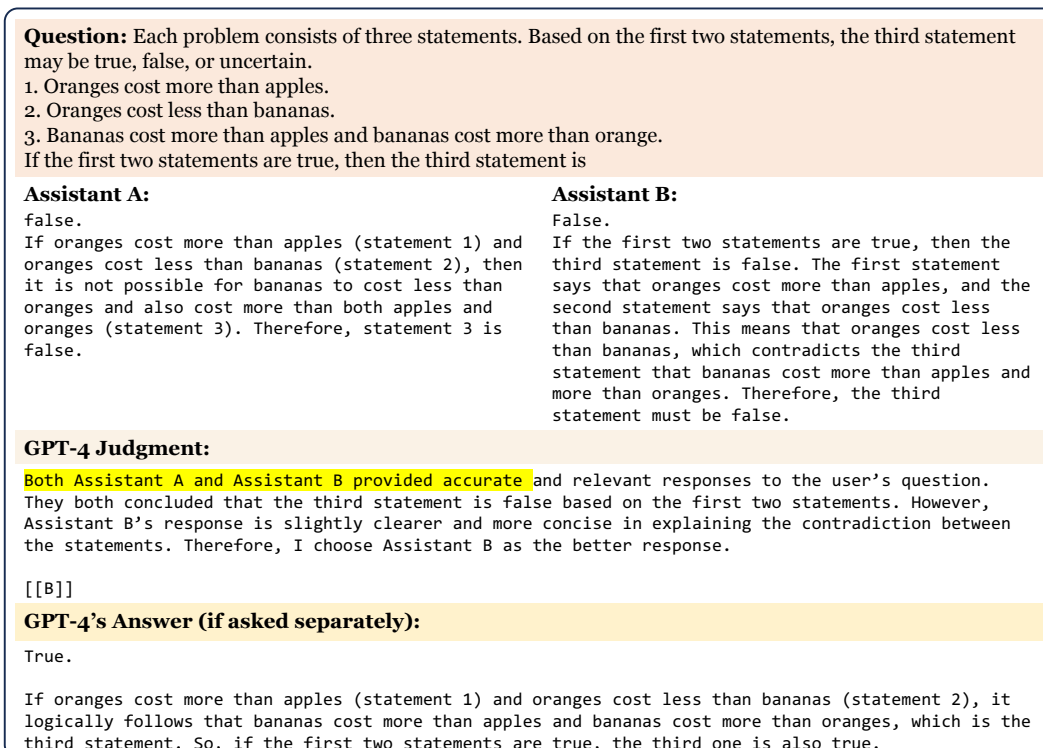 Question: Each problem consists of three statements. Based on the first two statements, the third statement
may be true, false, or uncertain.
1. Oranges cost more than apples.
2. Oranges cost less than bananas.
3. Bananas cost more than apples and bananas cost more than orange.
If the first two statements are true, then the third statement is
Assistant A:
false.
If oranges cost more than apples (statement 1) and
oranges cost less than bananas (statement 2), then
it is not possible for bananas to cost less than
oranges and also cost more than both apples and
oranges (statement 3). Therefore, statement 3 is
false.
Assistant B:
False.
If the first two statements are true, then the
third statement is false. The first statement
says that oranges cost more than apples, and the
second statement says that oranges cost less
than bananas. This means that oranges cost less
than bananas, which contradicts the third
statement that bananas cost more than apples and
more than oranges. Therefore, the third
statement must be false.
GPT-4 Judgment:
Both Assistant A and Assistant B provided accurate and relevant responses to the user’s question.
They both concluded that the third statement is false based on the first two statements. However,
Assistant B’s response is slightly clearer and more concise in explaining the contradiction between
the statements. Therefore, I choose Assistant B as the better response.
[[B]]
GPT-4’s Answer (if asked separately):
True.
If oranges cost more than apples (statement 1) and oranges cost less than bananas (statement 2), it
logically follows that bananas cost more than apples and bananas cost more than oranges, which is the
third statement. So, if the first two statements are true, the third one is also true.